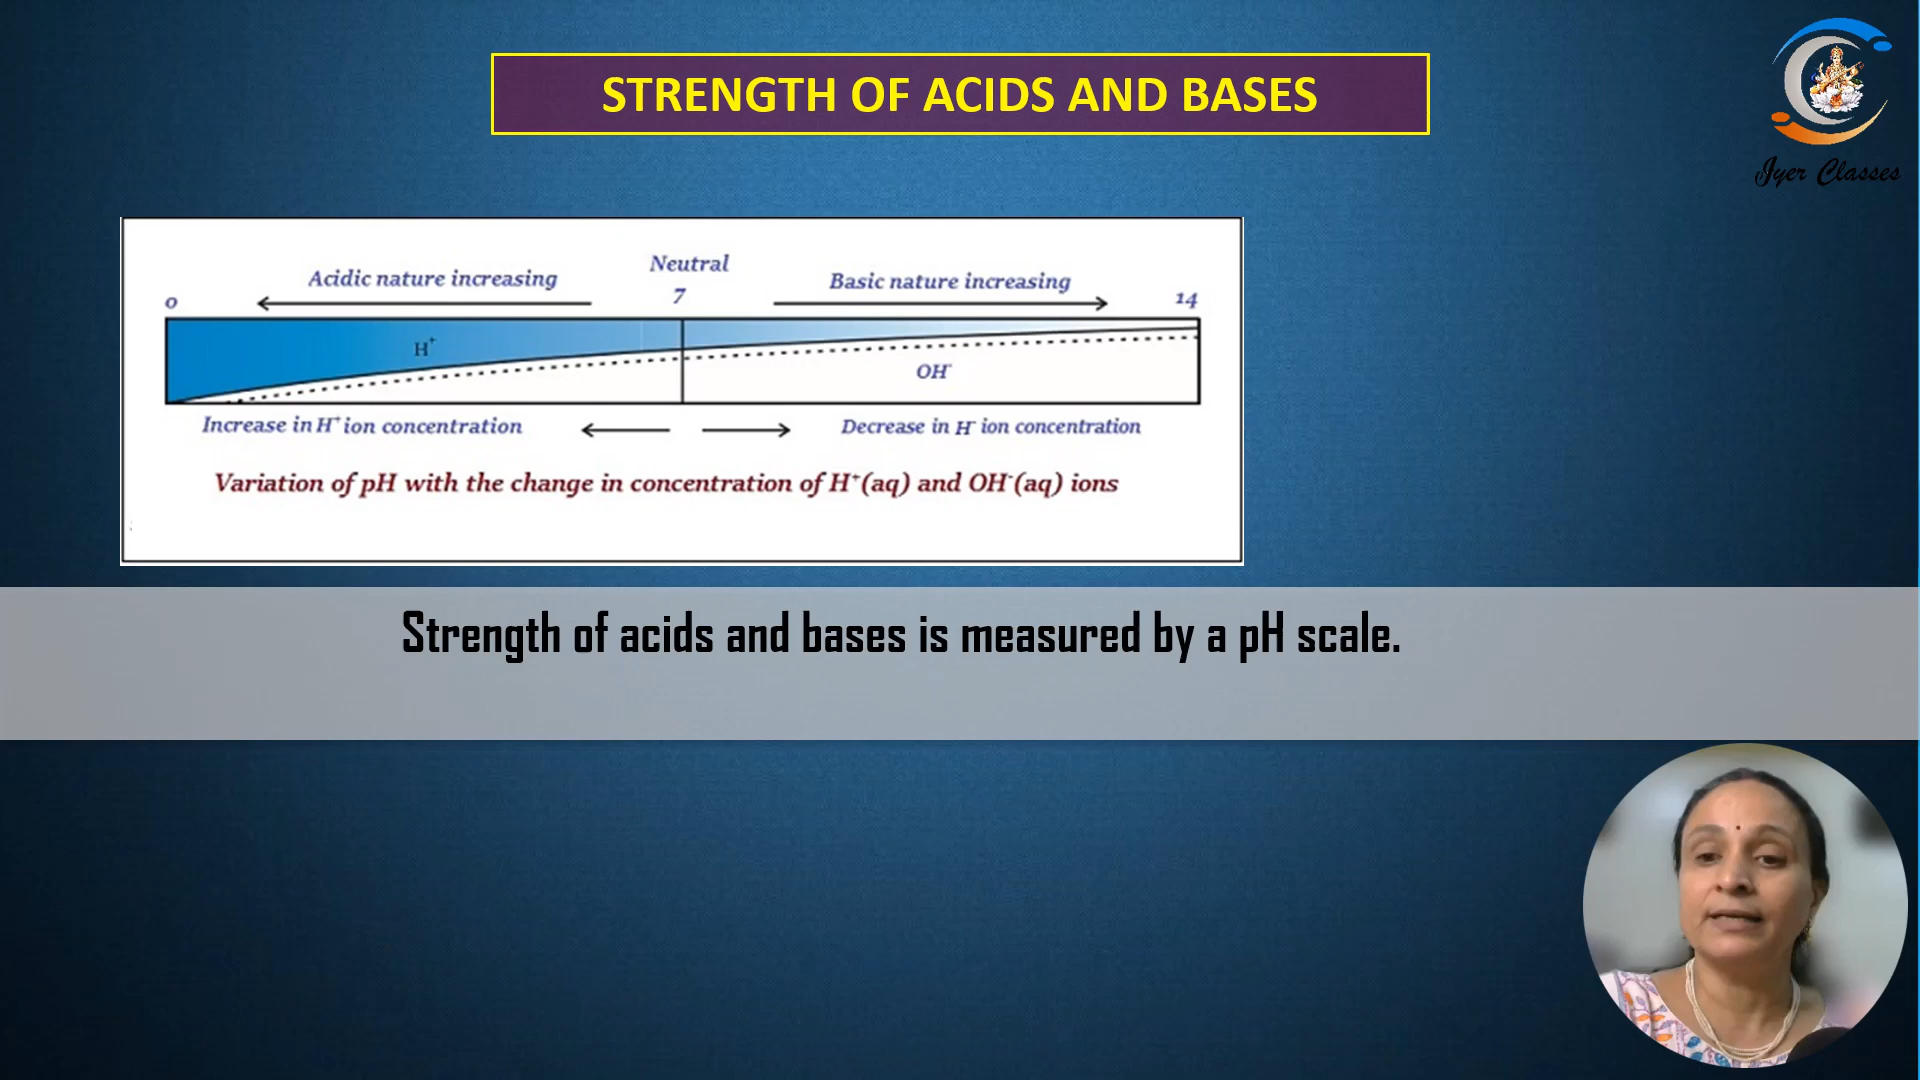 STRENGTH OF ACIDS AND BASES
Iyer Classes
Neutral
Acidic nature increasing
Basic nature increasing
0
7
14
H⁺
OH⁻
Increase in H⁺ ion concentration
Decrease in H⁻ ion concentration
Variation of pH with the change in concentration of H⁺(aq) and OH⁻(aq) ions
Strength of acids and bases is measured by a pH scale.